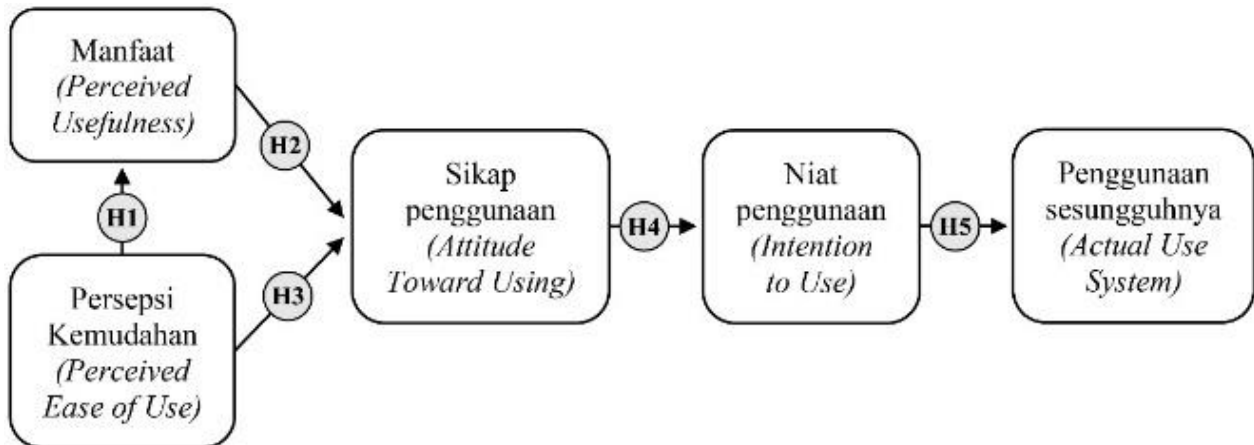 Manfaat
(Perceived
Usefulness)
H2
H1
Persepsi
Kemudahan
(Perceived
Ease of Use)
H3
Sikap
penggunaan
(Attitude
Toward Using)
H4
Niat
penggunaan
(Intention
to Use)
H5
Penggunaan
sesungguhnya
(Actual Use
System)